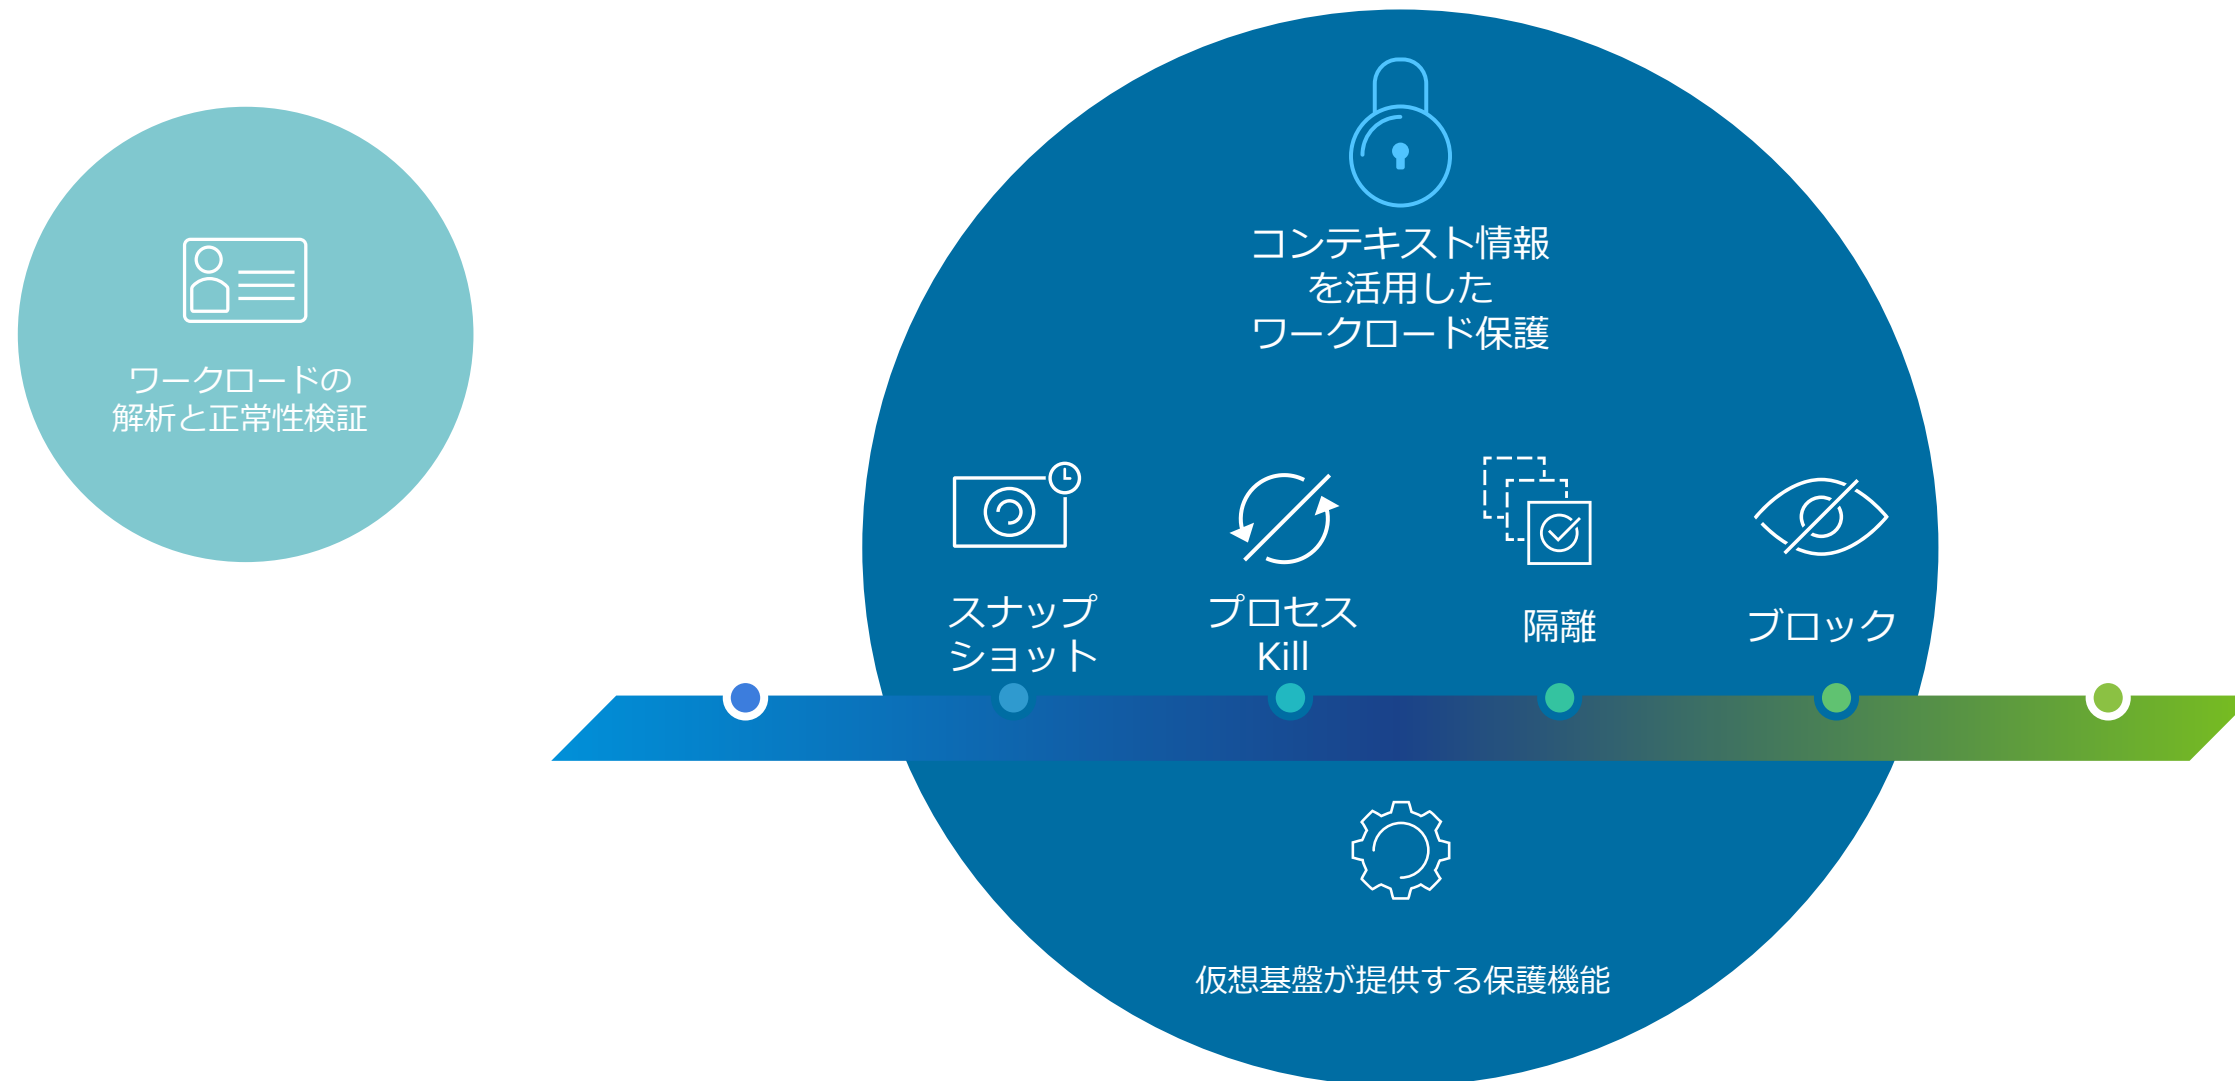 ワークロードの
解析と正常性検証
コンテキスト情報
を活用した
ワークロード保護
スナップ
ショット
プロセス
Kill
隔離
ブロック
仮想基盤が提供する保護機能